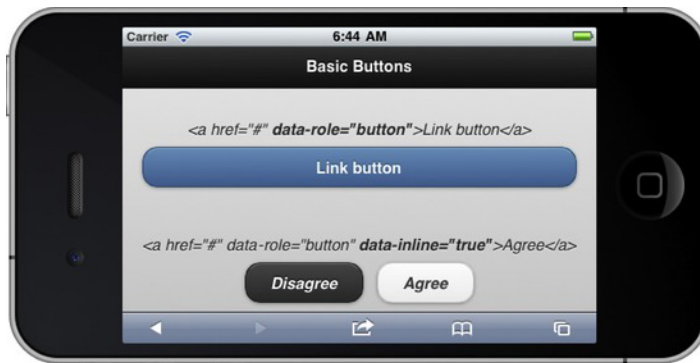 Carrier 6:44 AM
Basic Buttons
<a href="#" data-role="button">Link button</a>
Link button
<a href="#" data-role="button" data-inline="true">Agree</a>
Disagree Agree